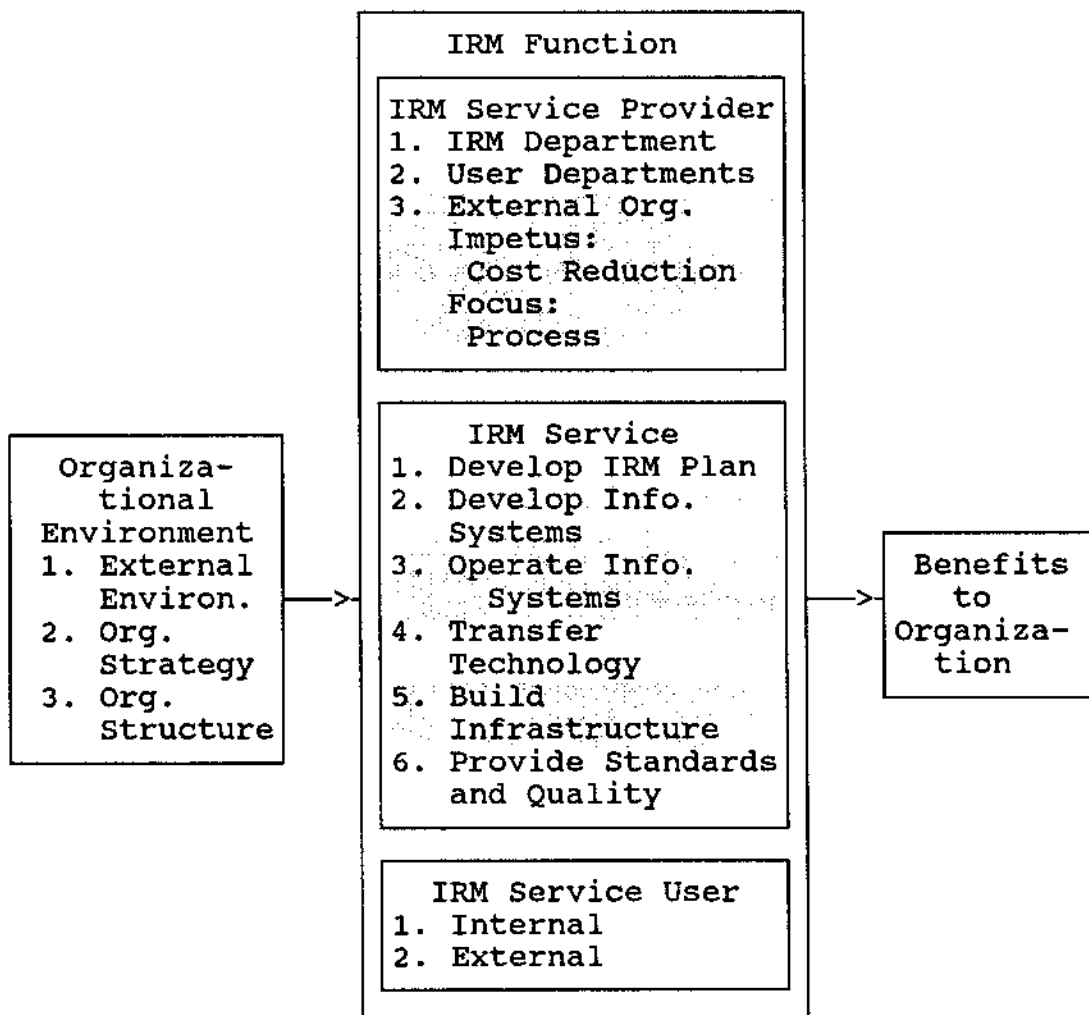 IRM Function
IRM Service Provider
1. IRM Department
2. User Departments
3. External Org.
Impetus:
Cost Reduction
Focus:
Process
Organiza-
tional
Environment
1. External
Environ.
2. Org.
Strategy
3. Org.
Structure
IRM Service
1. Develop IRM Plan
2. Develop Info.
Systems
3. Operate Info.
Systems
4. Transfer
Technology
5. Build
Infrastructure
6. Provide Standards
and Quality
IRM Service User
1. Internal
2. External
Benefits
to
Organiza-
tion